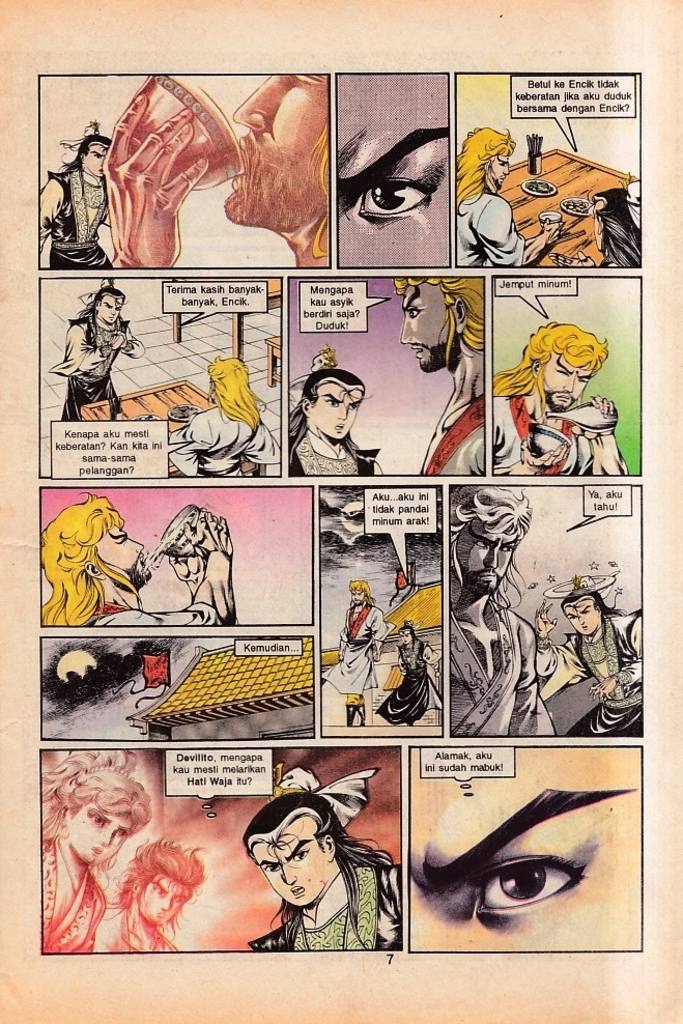 Betul ke Encik tidak
keberatan jika aku duduk
bersama dengan Encik?
Terima kasih banyak-
banyak, Encik.
Kenapa aku mesti
keberatan? Kan kita ini
sama-sama
pelanggan?
Mengapa
kau asyik
berdiri saja?
Duduk!
Jemput minum!
Kemudian...
Aku...aku ini
tidak pandai
minum arak!
Ya, aku
tahu!
Devilito, mengapa
kau mesti melarikan
Hati Waja itu?
Alamak, aku
ini sudah mabuk!
7